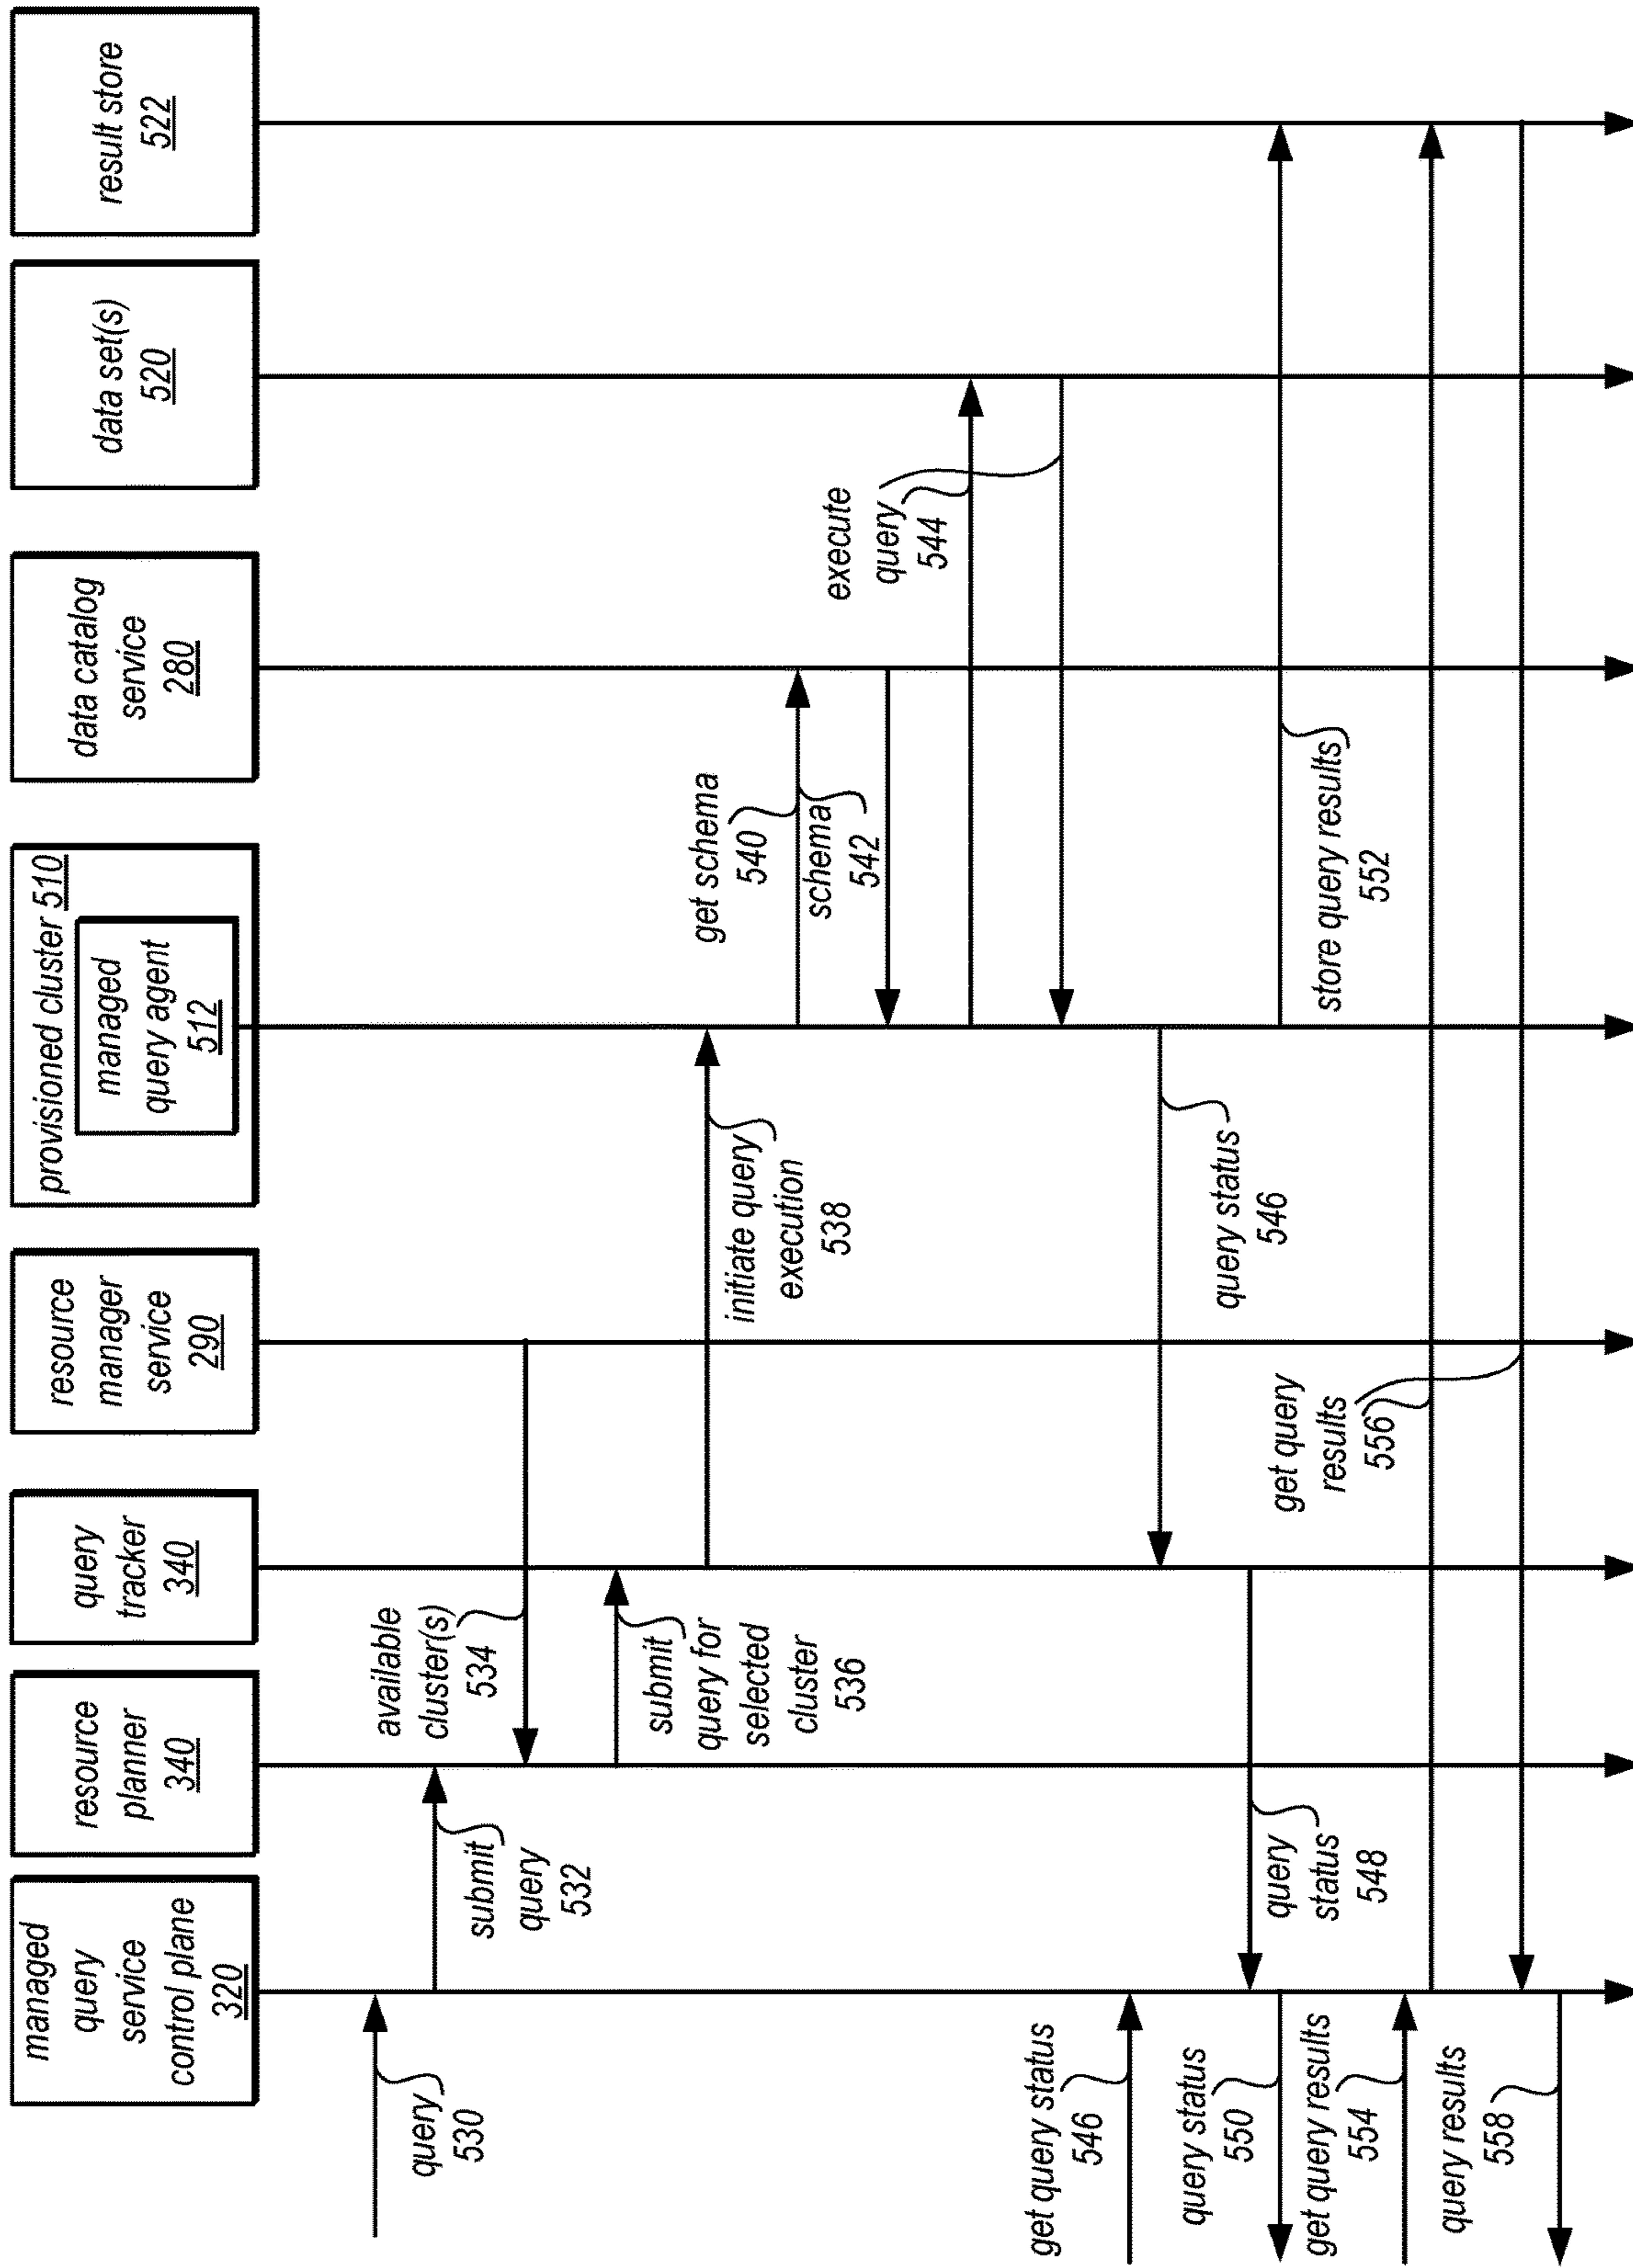 managed
query
service
control plane
320
resource
planner
340
query
tracker
340
resource
manager
service
290
provisioned cluster 510
managed
query agent
512
data catalog
service
280
data set(s)
520
result store
522
query
530
submit
query
532
available
cluster(s)
534
submit
query for
selected
cluster
536
initiate query
execution
538
get schema
540
schema
542
execute
query
544
get query status
546
query status
546
query
status
548
query status
550
store query results
552
get query results
554
get query
results
556
query results
558